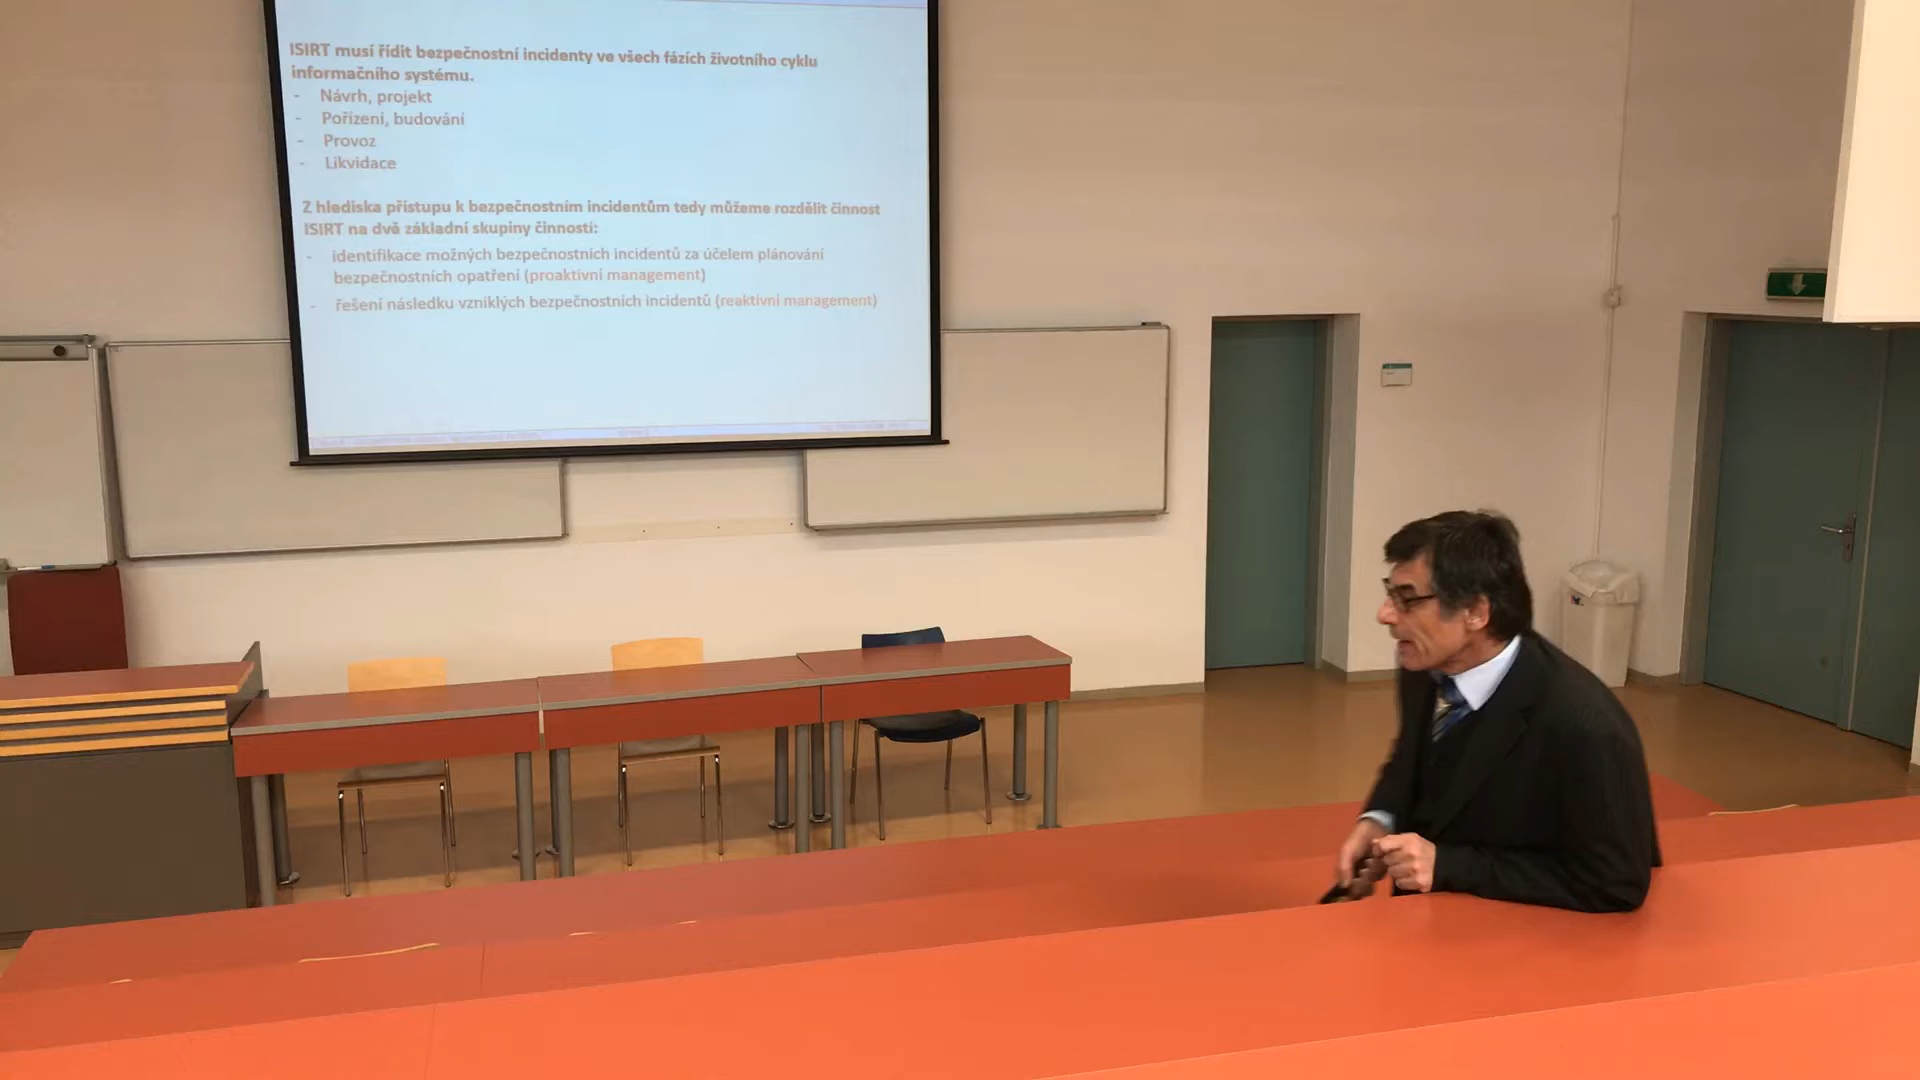 ISIRT musí řídit bezpečnostní incidenty ve všech fázích životního cyklu
informačního systému.
- Návrh, projekt
- Pořízení, budování
- Provoz
- Likvidace
Z hlediska přístupu k bezpečnostním incidentům tedy můžeme rozdělit činnost
ISIRT na dvě základní skupiny činností:
- identifikace možných bezpečnostních incidentů za účelem plánování
bezpečnostních opatření (proaktivní management)
- řešení následku vzniklých bezpečnostních incidentů (reaktivní management)